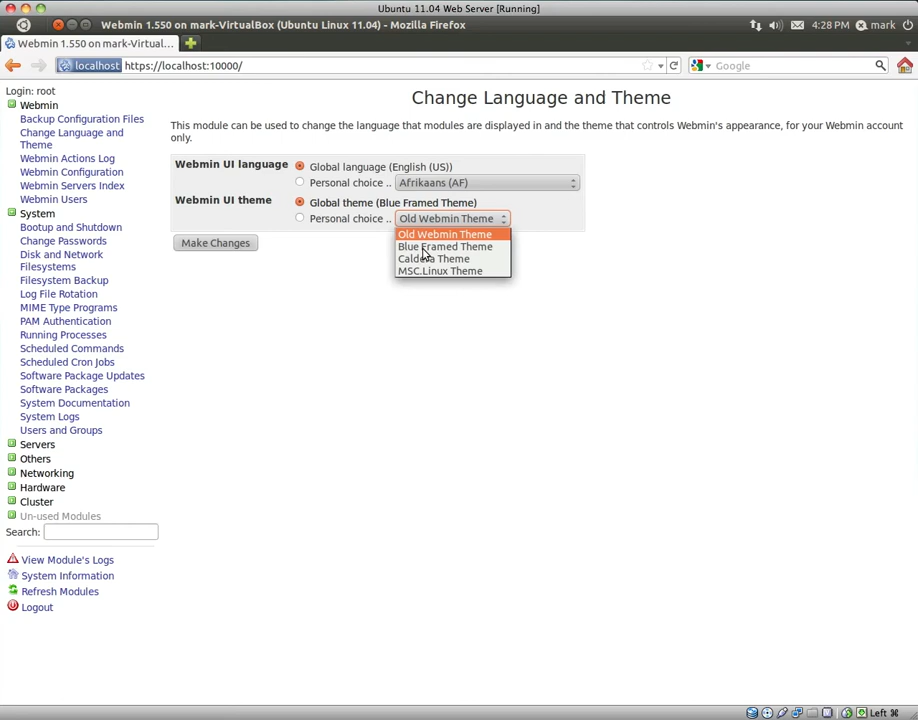 Ubuntu 11.04 Web Server [Running]
Webmin 1.550 on mark-VirtualBox (Ubuntu Linux 11.04) - Mozilla Firefox
4:28 PM mark
Webmin 1.550 on mark-Virtual...
localhost https://localhost:10000/
Google
Login: root
Webmin
Backup Configuration Files
Change Language and
Theme
Webmin Actions Log
Webmin Configuration
Webmin Servers Index
Webmin Users
System
Bootup and Shutdown
Change Passwords
Disk and Network
Filesystems
Filesystem Backup
Log File Rotation
MIME Type Programs
PAM Authentication
Running Processes
Scheduled Commands
Scheduled Cron Jobs
Software Package Updates
Software Packages
System Documentation
System Logs
Users and Groups
Servers
Others
Networking
Hardware
Cluster
Un-used Modules
Search:
View Module's Logs
System Information
Refresh Modules
Logout
Change Language and Theme
This module can be used to change the language that modules are displayed in and the theme that controls Webmin's appearance, for your Webmin account
only.
Webmin UI language Global language (English (US))
Personal choice .. Afrikaans (AF)
Webmin UI theme Global theme (Blue Framed Theme)
Personal choice .. Old Webmin Theme
Old Webmin Theme
Blue Framed Theme
Caldera Theme
MSC.Linux Theme
Make Changes
Left ⌘